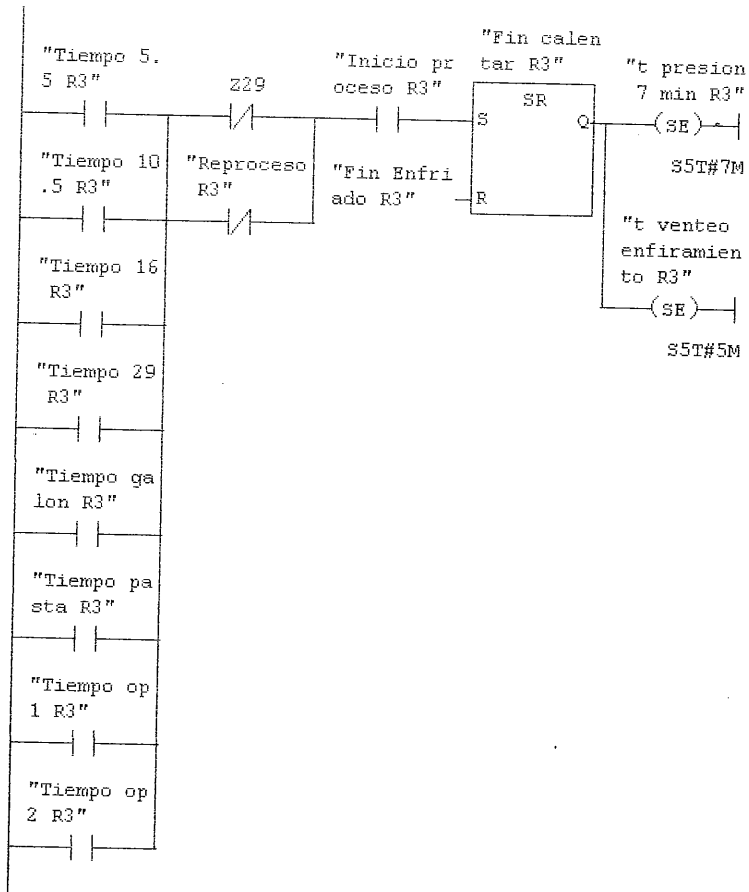 "Tiempo 5.
5 R3"
Z29
"Inicio pr
oceso R3"
"Fin calen
tar R3"
SR
S
Q
R
"t presion
7 min R3"
(SE)
S5T#7M
"Tiempo 10
.5 R3"
"Reproceso
R3"
"Fin Enfri
ado R3"
"t venteo
enfiramien
to R3"
(SE)
S5T#5M
"Tiempo 16
R3"
"Tiempo 29
R3"
"Tiempo ga
lon R3"
"Tiempo pa
sta R3"
"Tiempo op
1 R3"
"Tiempo op
2 R3"